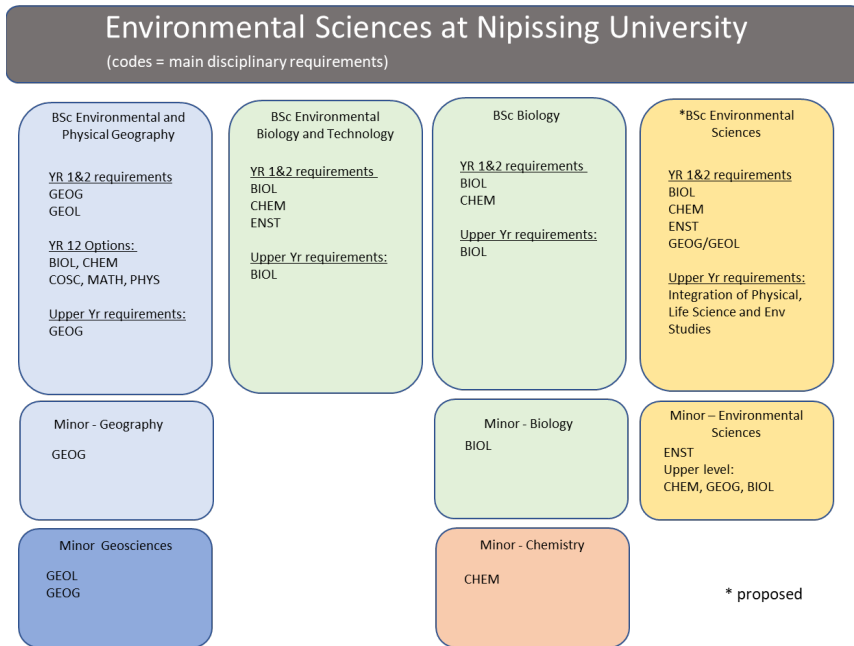 Environmental Sciences at Nipissing University
(codes = main disciplinary requirements)
BSc Environmental and
Physical Geography
YR 1&2 requirements
GEOG
GEOL
YR 12 Options:
BIOL, CHEM
COSC, MATH, PHYS
Upper Yr requirements:
GEOG
BSc Environmental
Biology and Technology
YR 1&2 requirements
BIOL
CHEM
ENST
Upper Yr requirements:
BIOL
BSc Biology
YR 1&2 requirements
BIOL
CHEM
Upper Yr requirements:
BIOL
*BSc Environmental
Sciences
YR 1&2 requirements
BIOL
CHEM
ENST
GEOG/GEOL
Upper Yr requirements:
Integration of Physical,
Life Science and Env
Studies
Minor - Geography
GEOG
Minor - Biology
BIOL
Minor – Environmental
Sciences
ENST
Upper level:
CHEM, GEOG, BIOL
Minor Geosciences
GEOL
GEOG
Minor - Chemistry
CHEM
* proposed